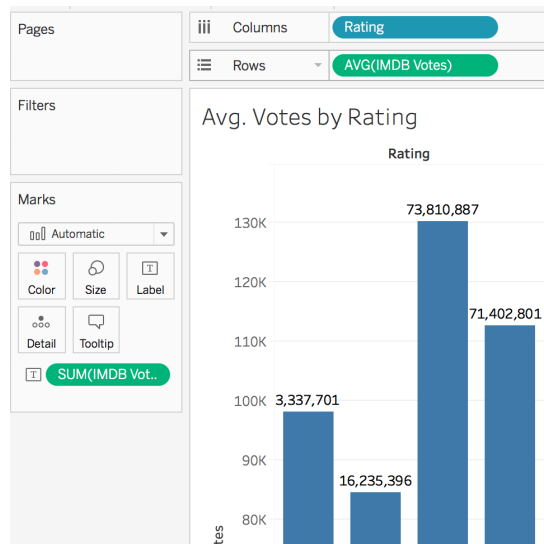 Pages
Columns
Rating
Rows
AVG(IMDB Votes)
Filters
Marks
Automatic
Color
Size
Label
Detail
Tooltip
SUM(IMDB Vot..
Avg. Votes by Rating
Rating
130K
120K
110K
100K
90K
80K
73,810,887
71,402,801
3,337,701
16,235,396